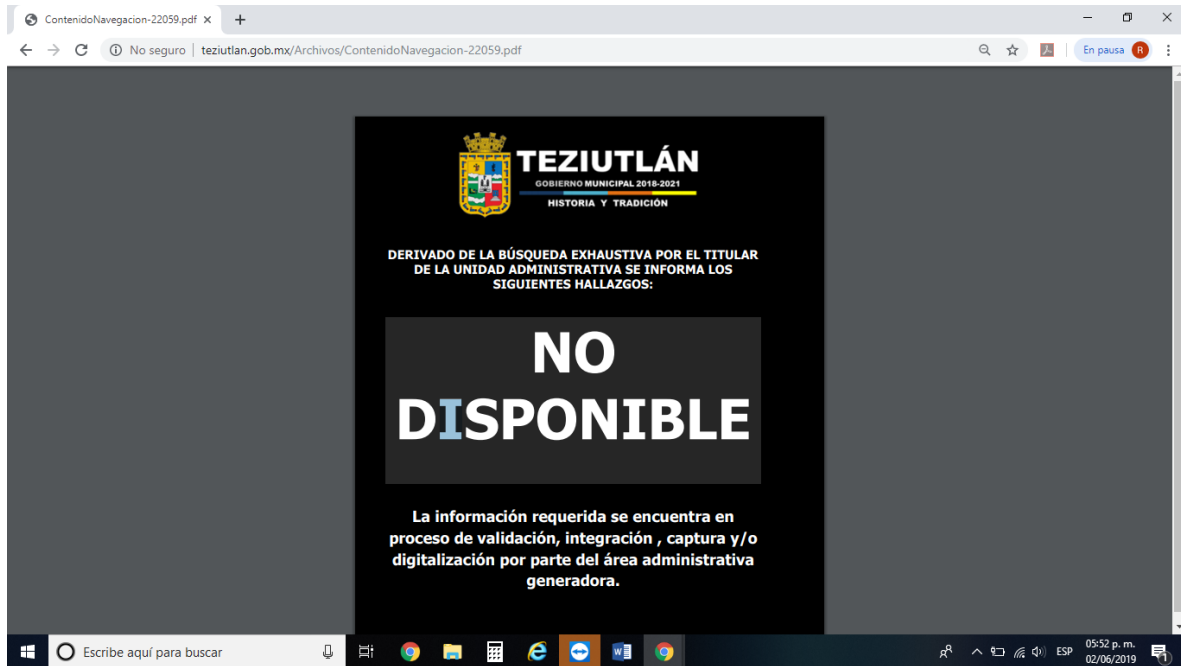 ContenidoNavegacion-22059.pdf
No seguro | teziutlan.gob.mx/Archivos/ContenidoNavegacion-22059.pdf
En pausa R
TEZIUTLÁN
GOBIERNO MUNICIPAL 2018-2021
HISTORIA Y TRADICIÓN
DERIVADO DE LA BÚSQUEDA EXHAUSTIVA POR EL TITULAR
DE LA UNIDAD ADMINISTRATIVA SE INFORMA LOS
SIGUIENTES HALLAZGOS:
NO
DISPONIBLE
La información requerida se encuentra en
proceso de validación, integración , captura y/o
digitalización por parte del área administrativa
generadora.
Escribe aquí para buscar
ESP
05:52 p. m.
02/06/2019
1